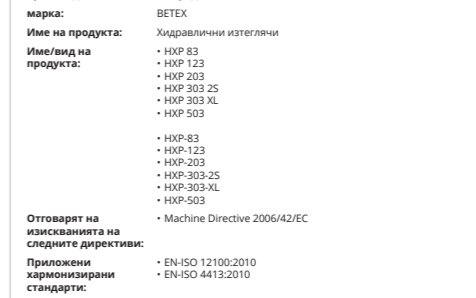 марка: BETEX
Име на продукта: Хидравлични изтеглячи
Име/вид на • HXP 83
продукта: • HXP 123
• HXP 203
• HXP 303 2S
• HXP 303 XL
• HXP 503
• HXP-83
• HXP-123
• HXP-203
• HXP-303-2S
• HXP-303-XL
• HXP-503
Отговарят на • Machine Directive 2006/42/EC
изискванията на
следните директиви:
Приложени • EN-ISO 12100:2010
хармонизирани • EN-ISO 4413:2010
стандарти: